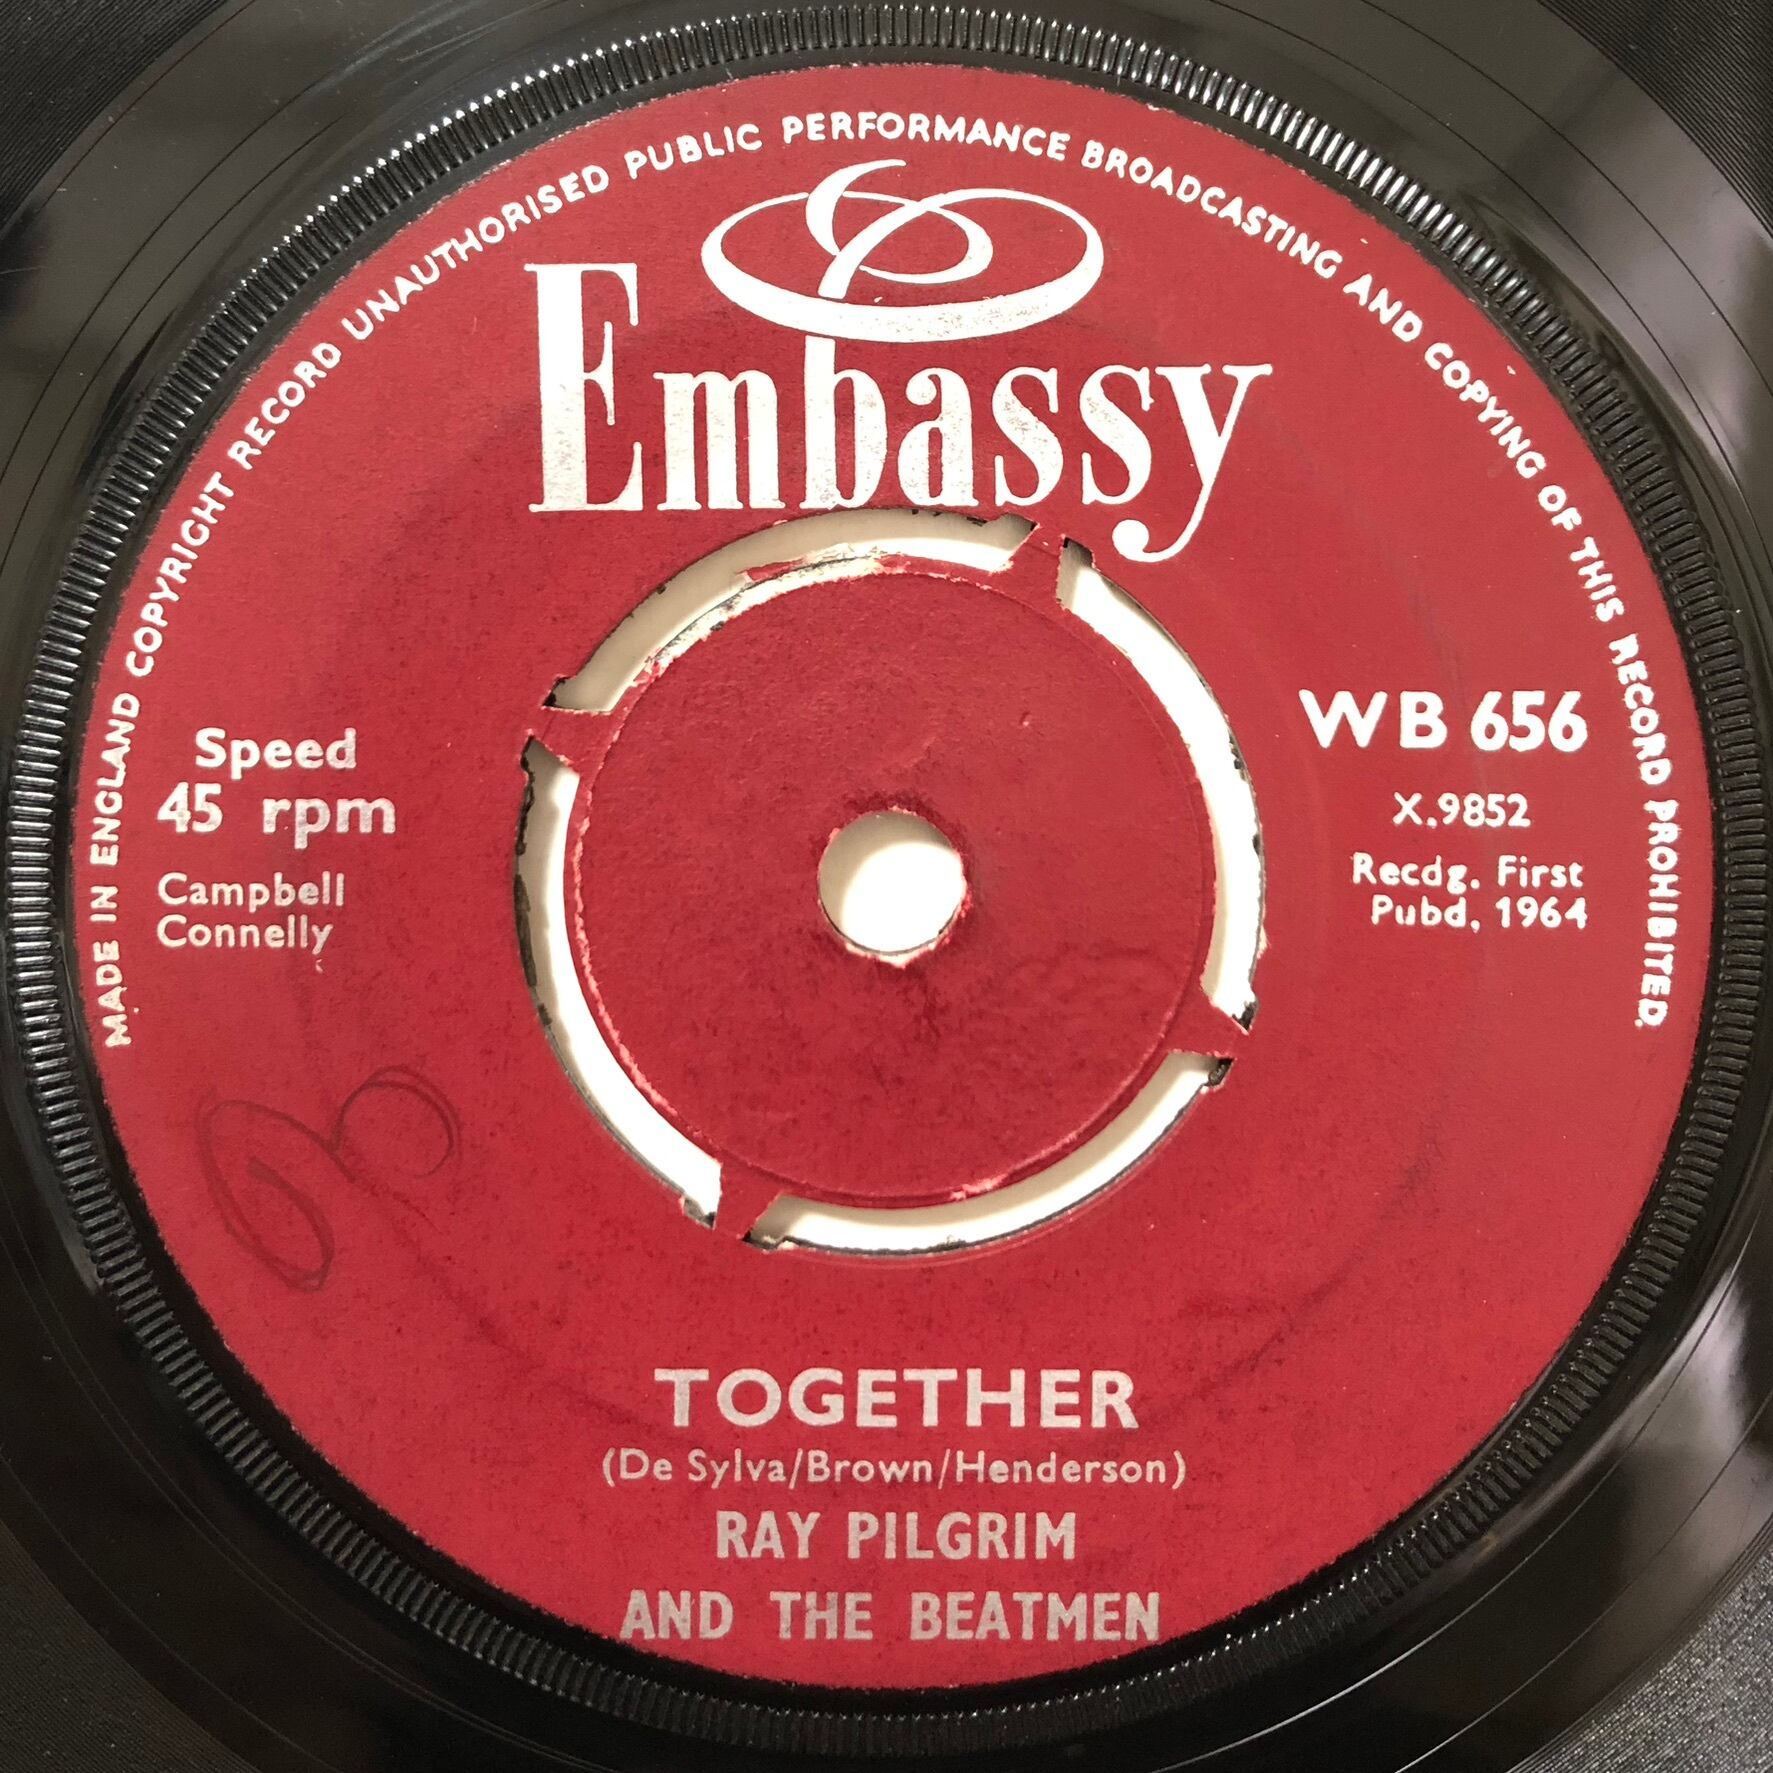 MADE IN ENGLAND COPYRIGHT RECORD UNAUTHORISED PUBLIC PERFORMANCE BROADCASTING AND COPYING OF THIS RECORD PROHIBITED.
Embassy
Speed
45 rpm
Campbell
Connelly
WB 656
X.9852
Recdg. First
Pubd. 1964
TOGETHER
(De Sylva/Brown/Henderson)
RAY PILGRIM
AND THE BEATMEN